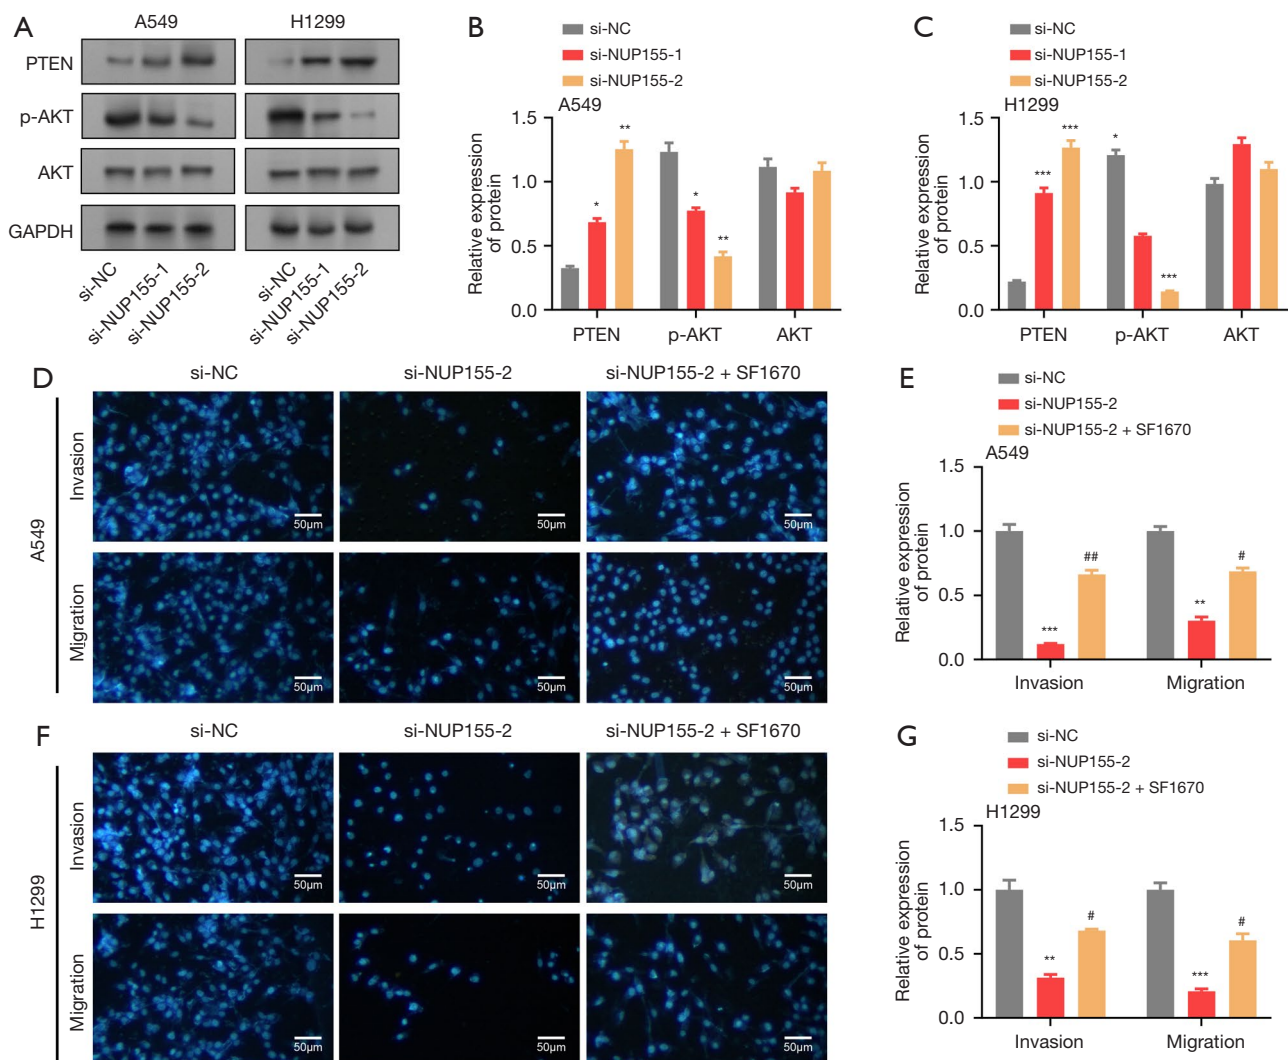 A
A549
H1299
PTEN
p-AKT
AKT
GAPDH
si-NC
si-NUP155-1
si-NUP155-2
si-NC
si-NUP155-1
si-NUP155-2
B
si-NC
si-NUP155-1
si-NUP155-2
A549
Relative expression
of protein
1.5
1.0
0.5
0.0
*
**
*
**
PTEN
p-AKT
AKT
C
si-NC
si-NUP155-1
si-NUP155-2
H1299
Relative expression
of protein
1.5
1.0
0.5
0.0
***
***
*
***
PTEN
p-AKT
AKT
D
si-NC
si-NUP155-2
si-NUP155-2 + SF1670
A549
Invasion
50μm
50μm
50μm
Migration
50μm
50μm
50μm
E
si-NC
si-NUP155-2
si-NUP155-2 + SF1670
A549
Relative expression
of protein
1.5
1.0
0.5
0.0
***
##
**
#
Invasion
Migration
F
si-NC
si-NUP155-2
si-NUP155-2 + SF1670
H1299
Invasion
50μm
50μm
50μm
Migration
50μm
50μm
50μm
G
si-NC
si-NUP155-2
si-NUP155-2 + SF1670
H1299
Relative expression
of protein
1.5
1.0
0.5
0.0
**
#
***
#
Invasion
Migration